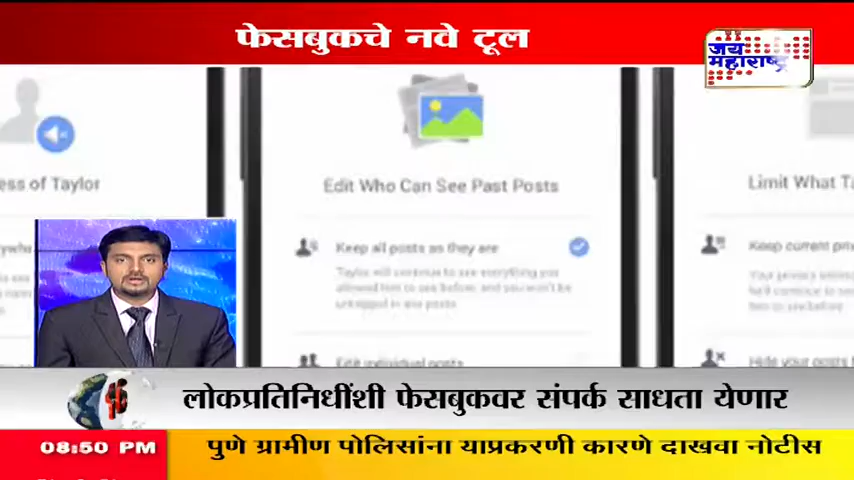 फेसबुकचे नवे टूल
जय
महाराष्ट्र
ess of Taylor
Edit Who Can See Past Posts
Limit What Ta
Keep all posts as they are
Taylor will continue to see everything you
allowed him to see before, and you won't be
untagged in any posts.
Keep current priv
Edit individual posts
Hide your posts f
लोकप्रतिनिधींशी फेसबुकवर संपर्क साधता येणार
08:50 PM
पुणे ग्रामीण पोलिसांना याप्रकरणी कारणे दाखवा नोटीस